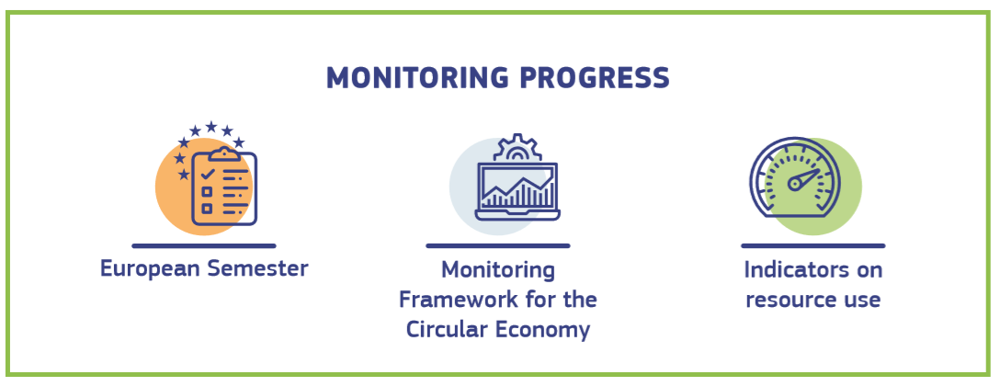 MONITORING PROGRESS
European Semester
Monitoring
Framework for the
Circular Economy
Indicators on
resource use